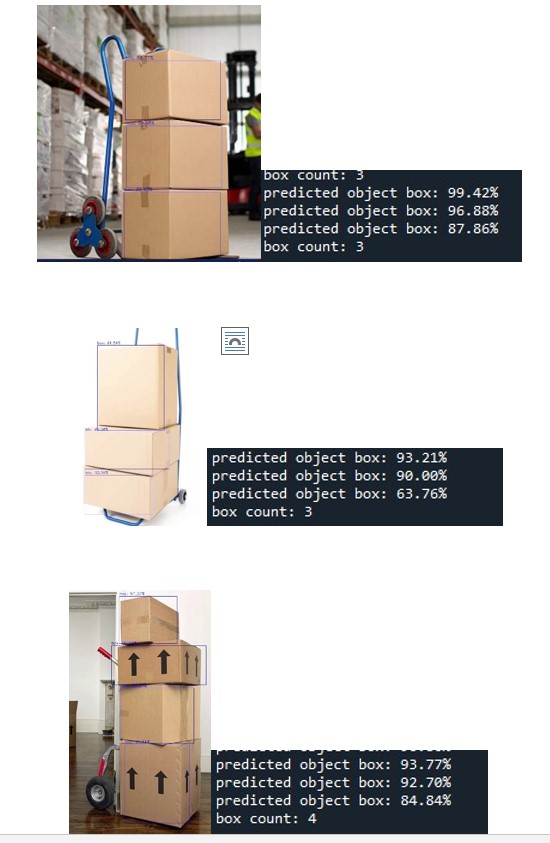 box count: 3
predicted object box: 99.42%
predicted object box: 96.88%
predicted object box: 87.86%
box count: 3
predicted object box: 93.21%
predicted object box: 90.00%
predicted object box: 63.76%
box count: 3
predicted object box:
predicted object box: 93.77%
predicted object box: 92.70%
predicted object box: 84.84%
box count: 4